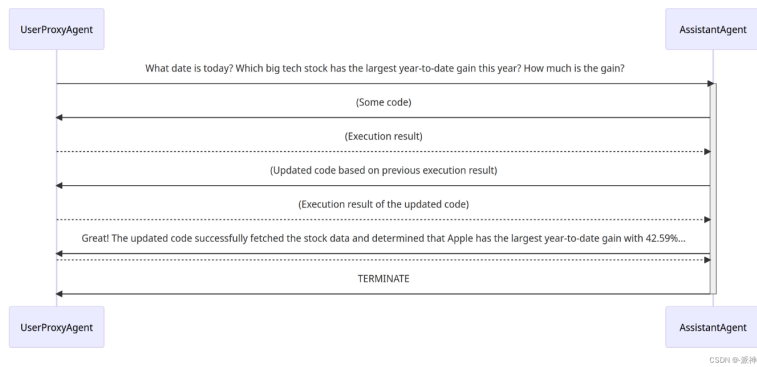 UserProxyAgent
AssistantAgent
What date is today? Which big tech stock has the largest year-to-date gain this year? How much is the gain?
(Some code)
(Execution result)
(Updated code based on previous execution result)
(Execution result of the updated code)
Great! The updated code successfully fetched the stock data and determined that Apple has the largest year-to-date gain with 42.59%...
TERMINATE
UserProxyAgent
AssistantAgent
CSDN @-派神